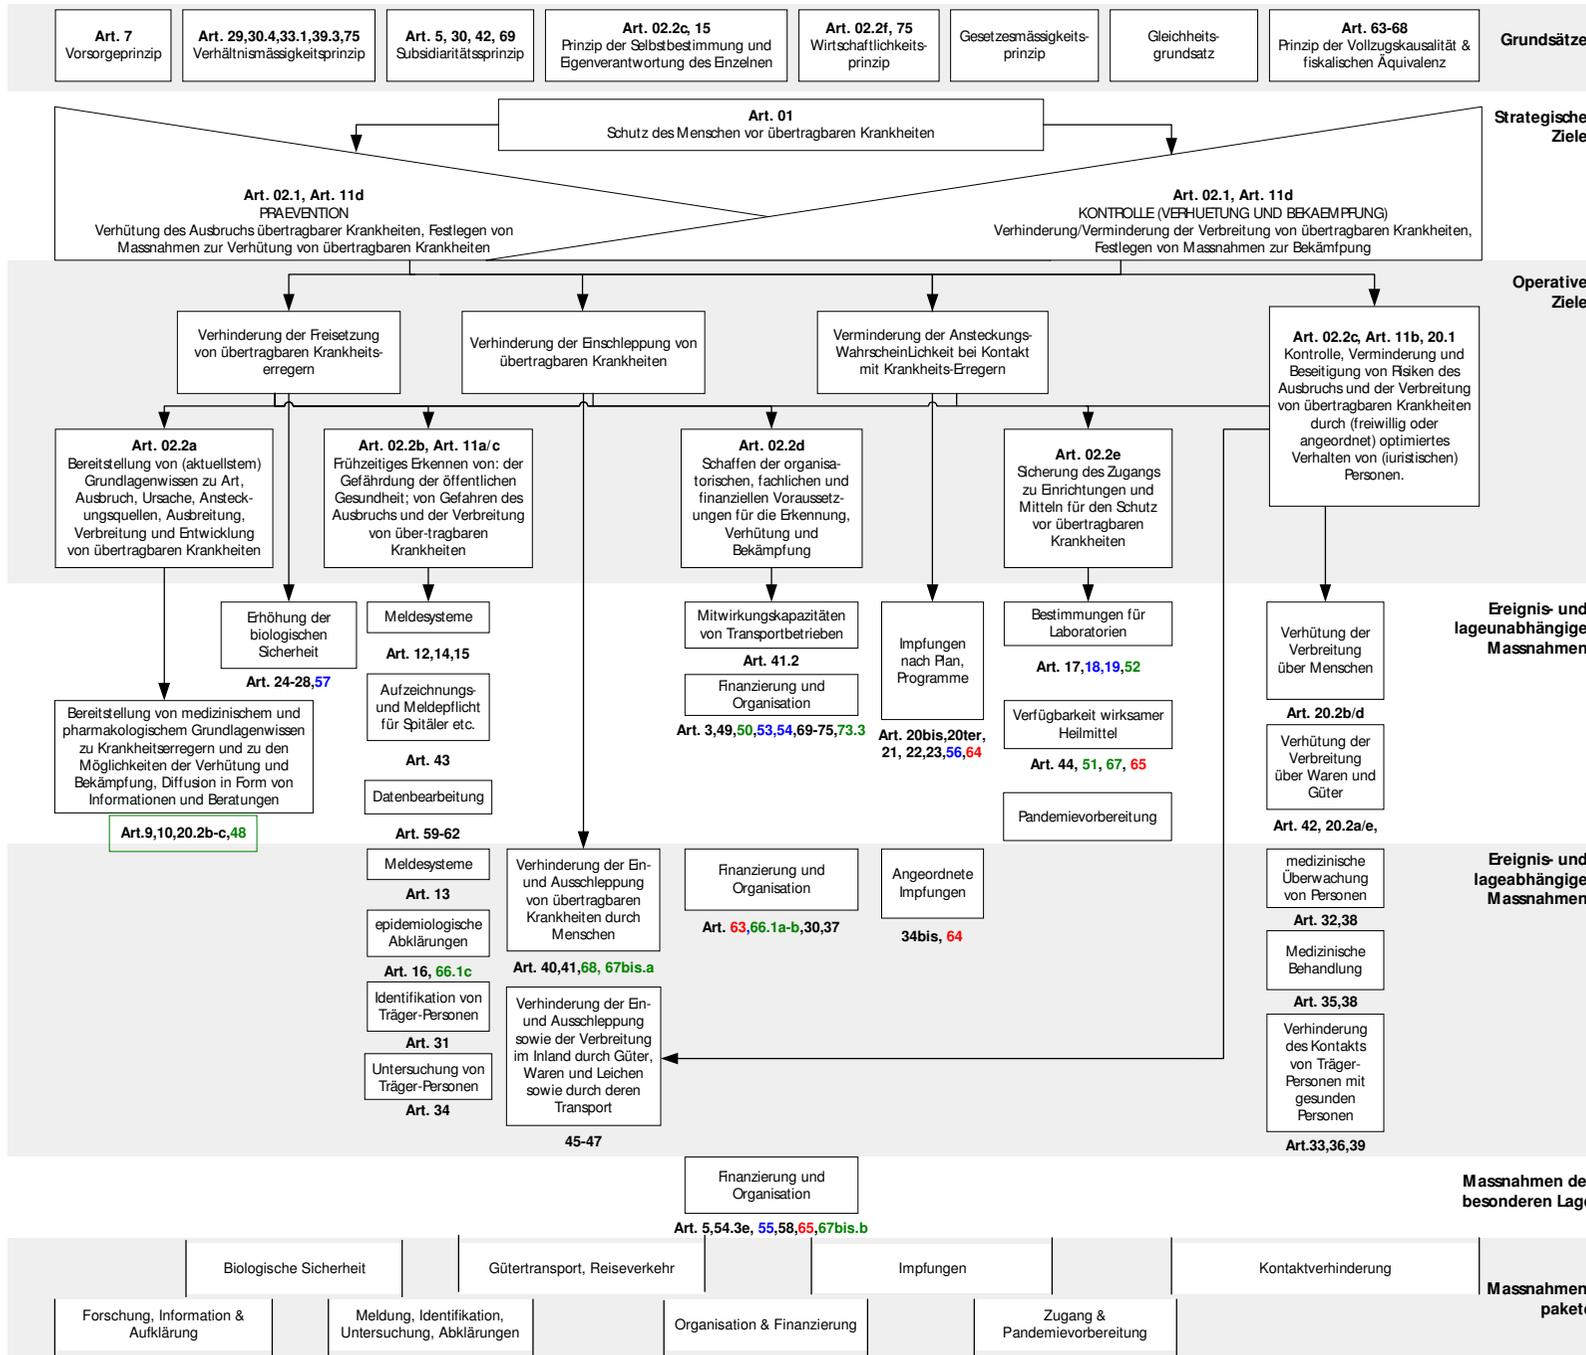 Art. 7
Vorsorgeprinzip
Art. 29,30.4,33.1,39.3,75
Verhältnismässigkeitsprinzip
Art. 5, 30, 42, 69
Subsidiaritätssprinzip
Art. 02.2c, 15
Prinzip der Selbstbestimmung und
Eigenverantwortung des Einzelnen
Art. 02.2f, 75
Wirtschaftlichkeits-
prinzip
Gesetzesmässigkeits-
prinzip
Gleichheits-
grundsatz
Art. 63-68
Prinzip der Vollzugskausalität &
fiskalischen Äquivalenz
Grundsätze
Art. 01
Schutz des Menschen vor übertragbaren Krankheiten
Strategische
Ziele
Art. 02.1, Art. 11d
PRAEVENTION
Verhütung des Ausbruchs übertragbarer Krankheiten, Festlegen von
Massnahmen zur Verhütung von übertragbaren Krankheiten
Art. 02.1, Art. 11d
KONTROLLE (VERHUETUNG UND BEKAEMPFUNG)
Verhinderung/Verminderung der Verbreitung von übertragbaren Krankheiten,
Festlegen von Massnahmen zur Bekämfpung
Operative
Ziele
Verhinderung der Freisetzung
von übertragbaren Krankheits-
erregern
Verhinderung der Einschleppung von
übertragbaren Krankheiten
Verminderung der Ansteckungs-
WahrscheinLichkeit bei Kontakt
mit Krankheits-Erregern
Art. 02.2c, Art. 11b, 20.1
Kontrolle, Verminderung und
Beseitigung von Risiken des
Ausbruchs und der Verbreitung
von übertragbaren Krankheiten
durch (freiwillig oder
angeordnet) optimiertes
Verhalten von (iuristischen)
Personen.
Art. 02.2a
Bereitstellung von (aktuellstem)
Grundlagenwissen zu Art,
Ausbruch, Ursache, Ansteck-
ungsquellen, Ausbreitung,
Verbreitung und Entwicklung
von übertragbaren Krankheiten
Art. 02.2b, Art. 11a/c
Frühzeitiges Erkennen von: der
Gefährdung der öffentlichen
Gesundheit; von Gefahren des
Ausbruchs und der Verbreitung
von über-tragbaren
Krankheiten
Art. 02.2d
Schaffen der organisa-
torischen, fachlichen und
finanziellen Voraussetz-
ungen für die Erkennung,
Verhütung und
Bekämpfung
Art. 02.2e
Sicherung des Zugangs
zu Einrichtungen und
Mitteln für den Schutz
vor übertragbaren
Krankheiten
Ereignis- und
lageunabhängige
Massnahmen
Erhöhung der
biologischen
Sicherheit
Art. 24-28,57
Bereitstellung von medizinischem und
pharmakologischem Grundlagenwissen
zu Krankheitserregern und zu den
Möglichkeiten der Verhütung und
Bekämpfung, Diffusion in Form von
Informationen und Beratungen
Art.9,10,20.2b-c,48
Meldesysteme
Art. 12,14,15
Aufzeichnungs-
und Meldepflicht
für Spitäler etc.
Art. 43
Datenbearbeitung
Art. 59-62
Mitwirkungskapazitäten
von Transportbetrieben
Art. 41.2
Finanzierung und
Organisation
Art. 3,49,50,53,54,69-75,73.3
Impfungen
nach Plan,
Programme
Art. 20bis,20ter,
21, 22,23,56,64
Bestimmungen für
Laboratorien
Art. 17,18,19,52
Verfügbarkeit wirksamer
Heilmittel
Art. 44, 51, 67, 65
Pandemievorbereitung
Verhütung der
Verbreitung
über Menschen
Art. 20.2b/d
Verhütung der
Verbreitung
über Waren und
Güter
Art. 42, 20.2a/e,
Ereignis- und
lageabhängige
Massnahmen
Meldesysteme
Art. 13
epidemiologische
Abklärungen
Art. 16, 66.1c
Identifikation von
Träger-Personen
Art. 31
Untersuchung von
Träger-Personen
Art. 34
Verhinderung der Ein-
und Ausschleppung
von übertragbaren
Krankheiten durch
Menschen
Art. 40,41,68, 67bis.a
Verhinderung der Ein-
und Ausschleppung
sowie der Verbreitung
im Inland durch Güter,
Waren und Leichen
sowie durch deren
Transport
45-47
Finanzierung und
Organisation
Art. 63,66.1a-b,30,37
Angeordnete
Impfungen
34bis, 64
medizinische
Überwachung
von Personen
Art. 32,38
Medizinische
Behandlung
Art. 35,38
Verhinderung
des Kontakts
von Träger-
Personen mit
gesunden
Personen
Art.33,36,39
Finanzierung und
Organisation
Art. 5,54.3e, 55,58,65,67bis.b
Massnahmen de
besonderen Lag
Biologische Sicherheit
Gütertransport, Reiseverkehr
Impfungen
Kontaktverhinderung
Massnahmen
pakete
Forschung, Information &
Aufklärung
Meldung, Identifikation,
Untersuchung, Abklärungen
Organisation & Finanzierung
Zugang &
Pandemievorbereitung